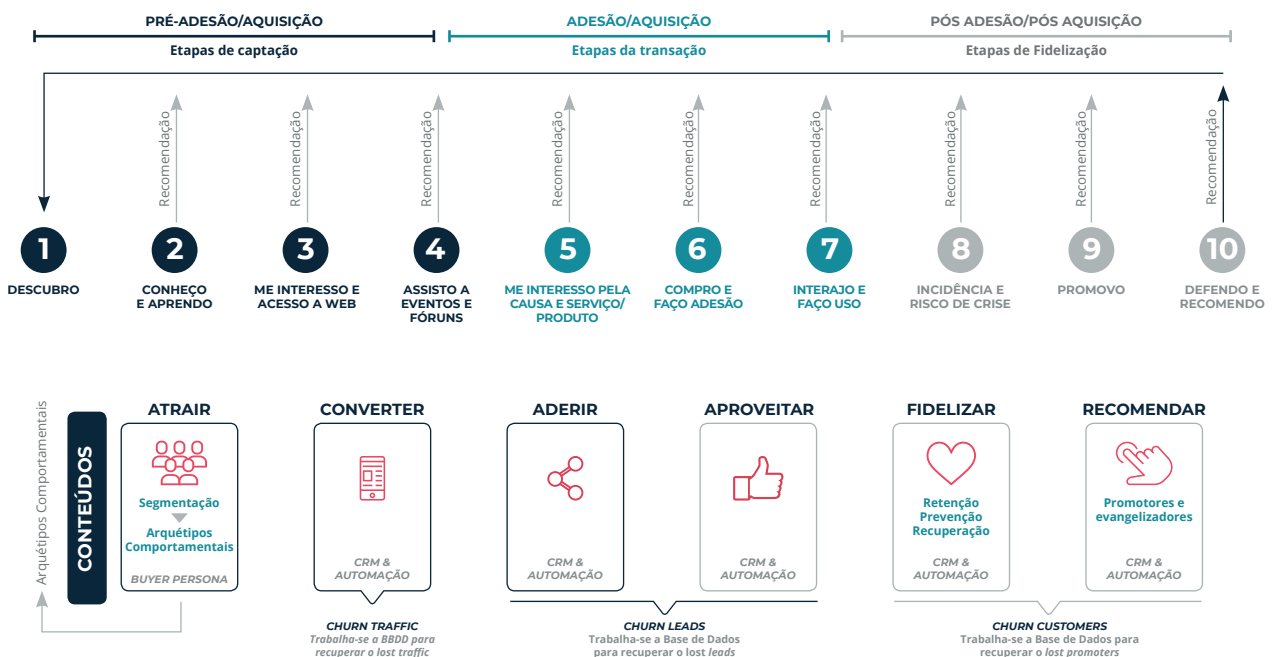 PRÉ-ADESÃO/AQUISIÇÃO
Etapas de captação
ADESÃO/AQUISIÇÃO
Etapas da transação
PÓS ADESÃO/PÓS AQUISIÇÃO
Etapas de Fidelização
Recomendação
Recomendação
Recomendação
Recomendação
Recomendação
Recomendação
Recomendação
Recomendação
Recomendação
1
DESCUBRO
2
CONHEÇO
E APRENDO
3
ME INTERESSO E
ACESSO A WEB
4
ASSISTO A
EVENTOS E
FÓRUNS
5
ME INTERESSO PELA
CAUSA E SERVIÇO/
PRODUTO
6
COMPRO E
FAÇO ADESÃO
7
INTERAJO E
FAÇO USO
8
INCIDÊNCIA E
RISCO DE CRISE
9
PROMOVO
10
DEFENDO E
RECOMENDO
Arquétipos Comportamentais
CONTEÚDOS
ATRAIR
Segmentação
Arquétipos
Comportamentais
BUYER PERSONA
CONVERTER
CRM &
AUTOMAÇÃO
ADERIR
CRM &
AUTOMAÇÃO
APROVEITAR
CRM &
AUTOMAÇÃO
FIDELIZAR
Retenção
Prevenção
Recuperação
CRM &
AUTOMAÇÃO
RECOMENDAR
Promotores e
evangelizadores
CRM &
AUTOMAÇÃO
CHURN TRAFFIC
Trabalha-se a BBDD para
recuperar o lost traffic
CHURN LEADS
Trabalha-se a Base de Dados
para recuperar o lost leads
CHURN CUSTOMERS
Trabalha-se a Base de Dados para
recuperar o lost promoters